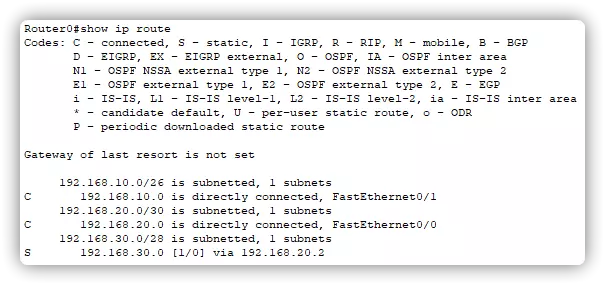 Router0#show ip route
Codes: C - connected, S - static, I - IGRP, R - RIP, M - mobile, B - BGP
D - EIGRP, EX - EIGRP external, O - OSPF, IA - OSPF inter area
N1 - OSPF NSSA external type 1, N2 - OSPF NSSA external type 2
E1 - OSPF external type 1, E2 - OSPF external type 2, E - EGP
i - IS-IS, L1 - IS-IS level-1, L2 - IS-IS level-2, ia - IS-IS inter area
* - candidate default, U - per-user static route, o - ODR
P - periodic downloaded static route
Gateway of last resort is not set
192.168.10.0/26 is subnetted, 1 subnets
C 192.168.10.0 is directly connected, FastEthernet0/1
192.168.20.0/30 is subnetted, 1 subnets
C 192.168.20.0 is directly connected, FastEthernet0/0
192.168.30.0/28 is subnetted, 1 subnets
S 192.168.30.0 [1/0] via 192.168.20.2